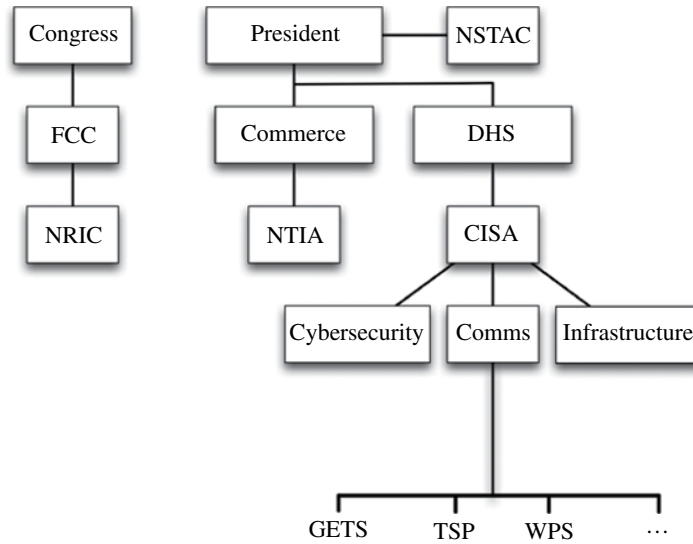 Congress
President
NSTAC
FCC
Commerce
DHS
NRIC
NTIA
CISA
Cybersecurity
Comms
Infrastructure
GETS
TSP
WPS
...